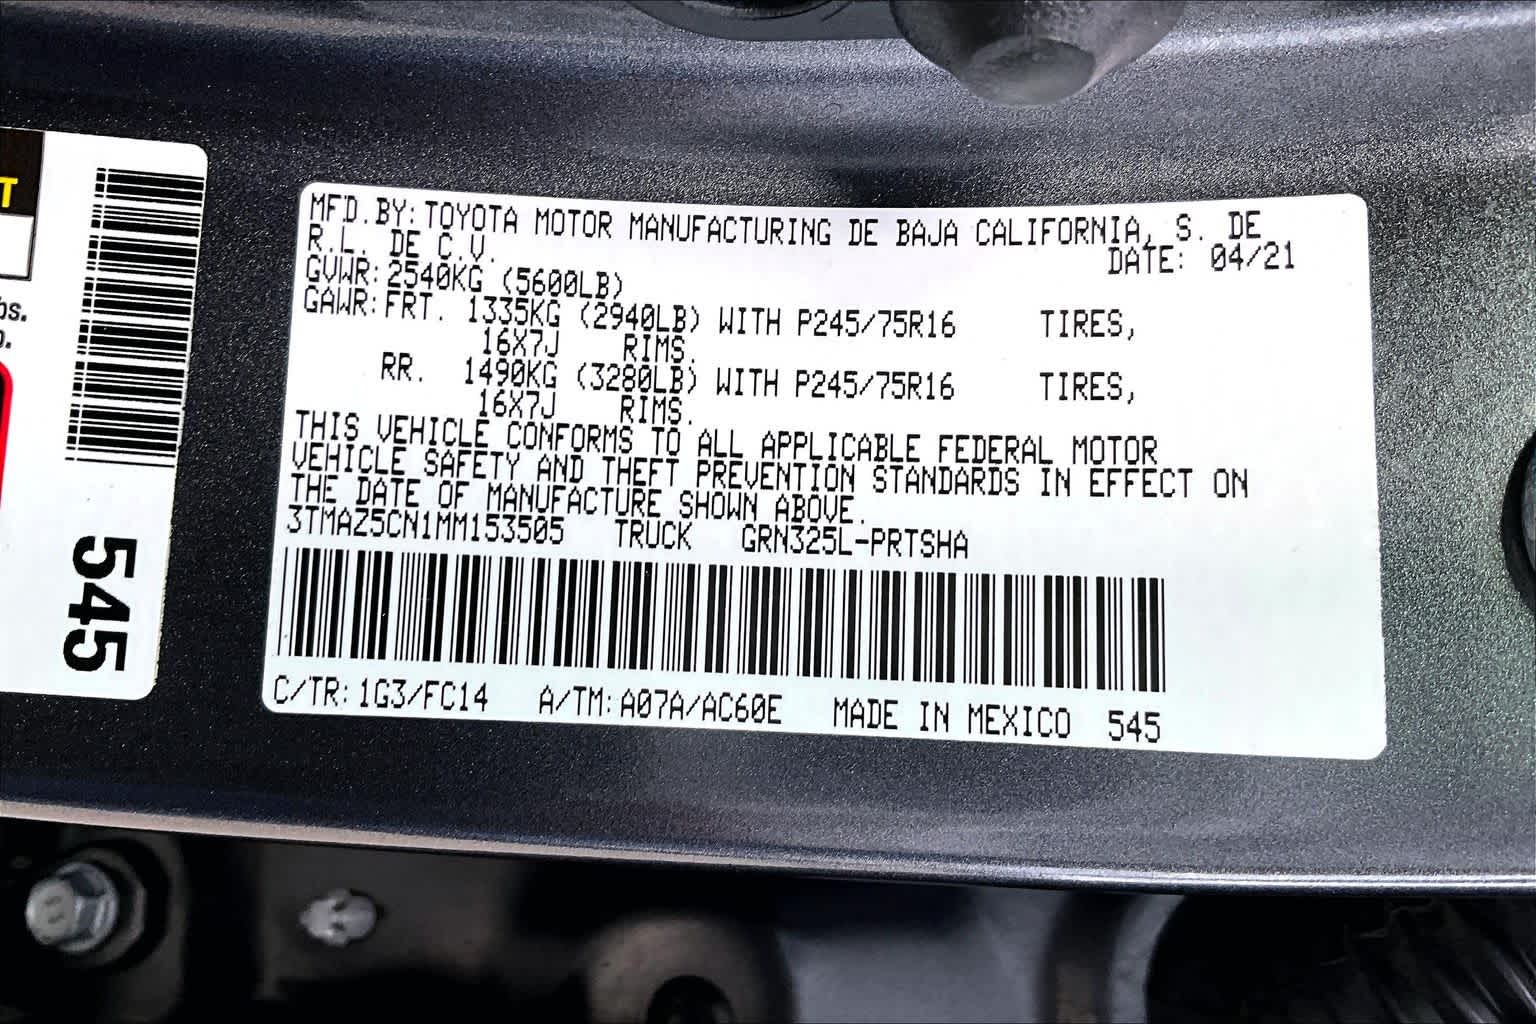 T
bs.
545
MFD.BY:TOYOTA MOTOR MANUFACTURING DE BAJA CALIFORNIA, S. DE
R.L. DE C.V.
DATE: 04/21
GVWR:2540KG (5600LB)
GAWR:FRT. 1335KG (2940LB) WITH P245/75R16 TIRES,
16X7J RIMS.
RR. 1490KG (3280LB) WITH P245/75R16 TIRES,
16X7J RIMS.
THIS VEHICLE CONFORMS TO ALL APPLICABLE FEDERAL MOTOR
VEHICLE SAFETY AND THEFT PREVENTION STANDARDS IN EFFECT ON
THE DATE OF MANUFACTURE SHOWN ABOVE.
3TMAZ5CN1MM153505 TRUCK GRN325L-PRTSHA
C/TR:1G3/FC14 A/TM:A07A/AC60E MADE IN MEXICO 545